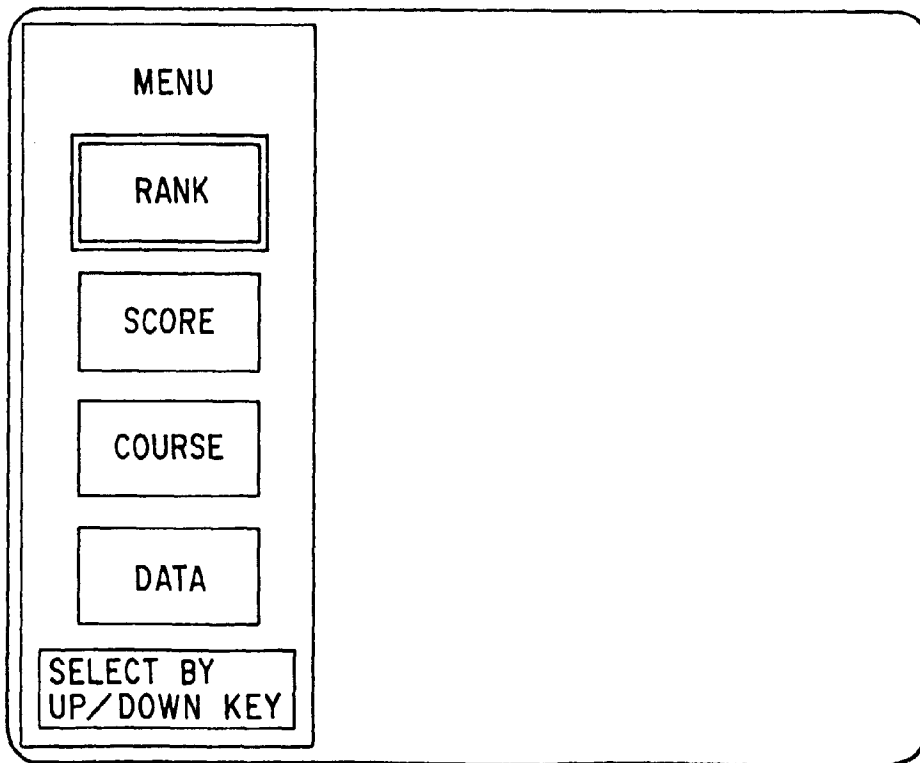 MENU
RANK
SCORE
COURSE
DATA
SELECT BY
UP/DOWN KEY